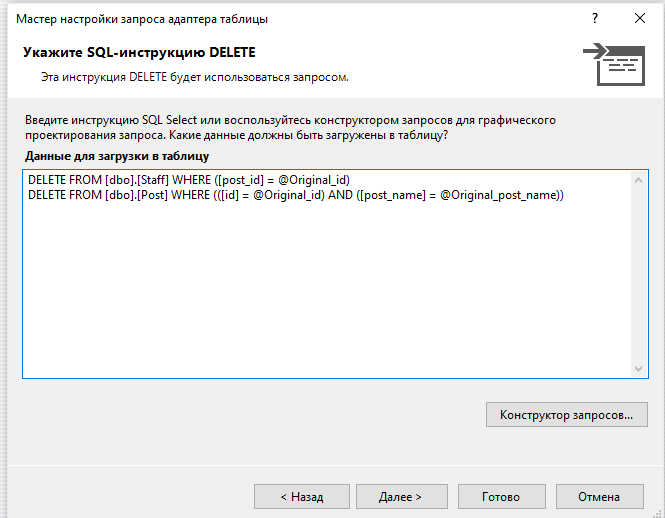 Мастер настройки запроса адаптера таблицы
?
Укажите SQL-инструкцию DELETE
Эта инструкция DELETE будет использоваться запросом.
Введите инструкцию SQL Select или воспользуйтесь конструктором запросов для графического
проектирования запроса. Какие данные должны быть загружены в таблицу?
Данные для загрузки в таблицу
DELETE FROM [dbo].[Staff] WHERE ([post_id] = @Original_id)
DELETE FROM [dbo].[Post] WHERE (([id] = @Original_id) AND ([post_name] = @Original_post_name))
Конструктор запросов...
< Назад
Далее >
Готово
Отмена